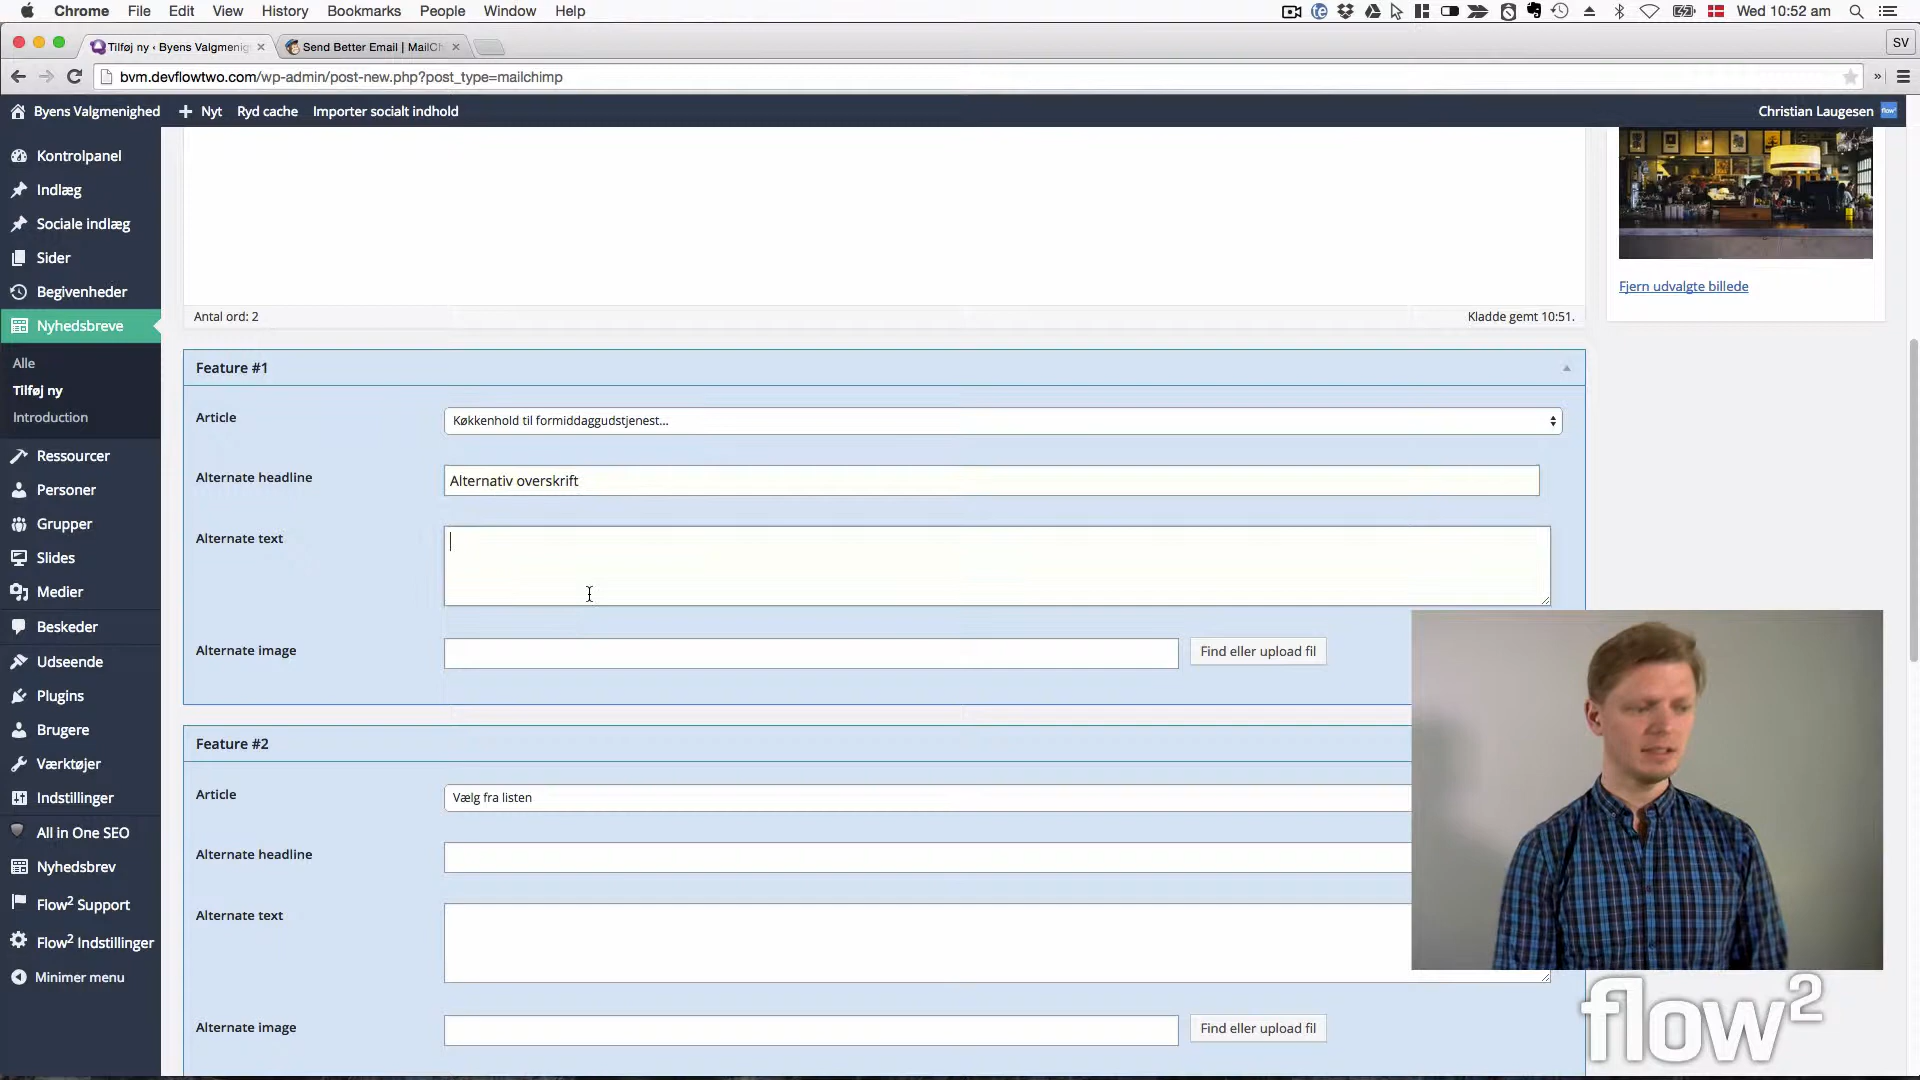 Chrome File Edit View History Bookmarks People Window Help
Wed 10:52 am
Tilføj ny ‹ Byens Valgmenig
Send Better Email | MailCh
SV
bvm.devflowtwo.com/wp-admin/post-new.php?post_type=mailchimp
»
Byens Valgmenighed
Nyt
Ryd cache
Importer socialt indhold
Christian Laugesen
flow²
Kontrolpanel
Indlæg
Sociale indlæg
Sider
Begivenheder
Nyhedsbreve
Alle
Tilføj ny
Introduction
Ressourcer
Personer
Grupper
Slides
Medier
Beskeder
Udseende
Plugins
Brugere
Værktøjer
Indstillinger
All in One SEO
Nyhedsbrev
Flow² Support
Flow² Indstillinger
Minimer menu
Fjern udvalgte billede
Antal ord: 2
Kladde gemt 10:51.
Feature #1
Article
Køkkenhold til formiddaggudstjenest...
Alternate headline
Alternativ overskrift
Alternate text
Alternate image
Find eller upload fil
Feature #2
Article
Vælg fra listen
Alternate headline
Alternate text
Alternate image
Find eller upload fil
flow²